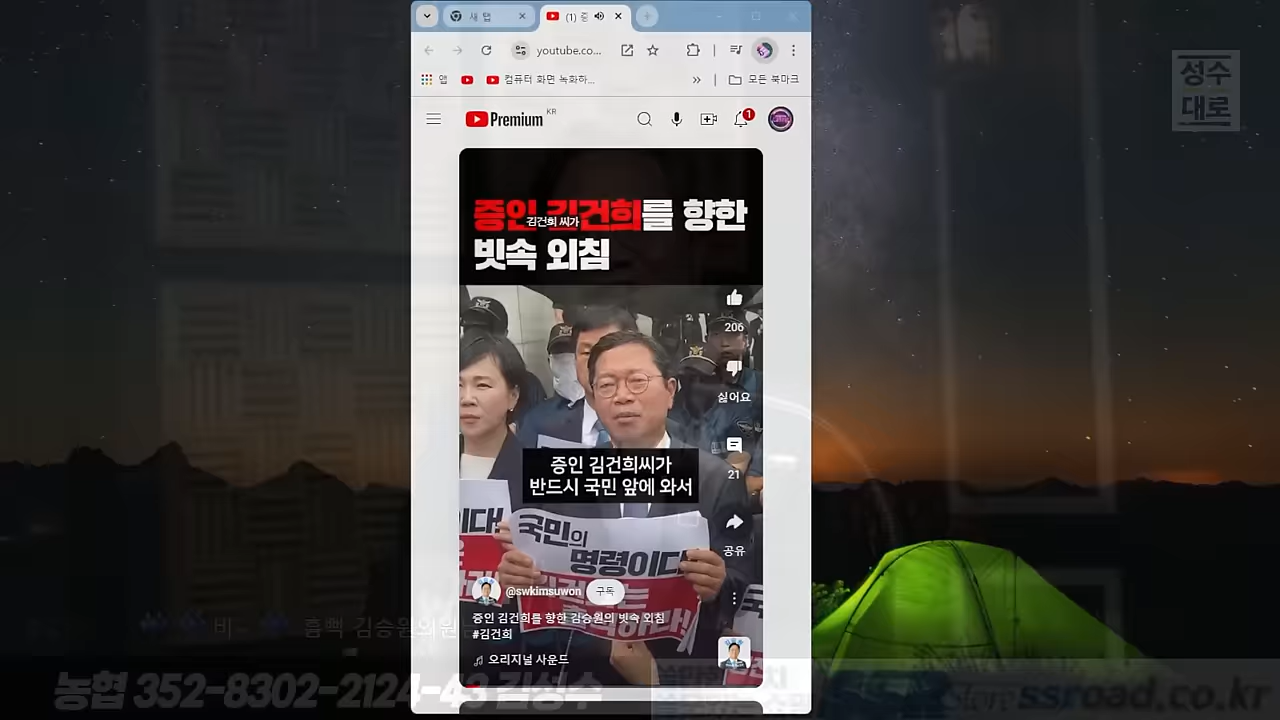 새 탭
(1) 증
youtube.co...
앱
컴퓨터 화면 녹화하...
모든 북마크
Premium KR
1
성수
대로
증인 김건희를 향한
김건희 씨가
빗속 외침
206
싫어요
증인 김건희씨가
반드시 국민 앞에 와서
21
이다!
국민의
명령이다
공유
@swkimsuwon
구독
증인 김건희를 향한 김승원의 빗속 외침
#김건희
오리지널 사운드
농협 352-8302-2124-43 김성수
ssroad.co.kr